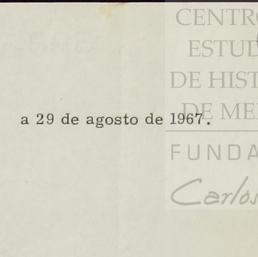 CENTRO
ESTUD
DE HIST
DE ME
a 29 de agosto de 1967.
FUNDA
Carlos